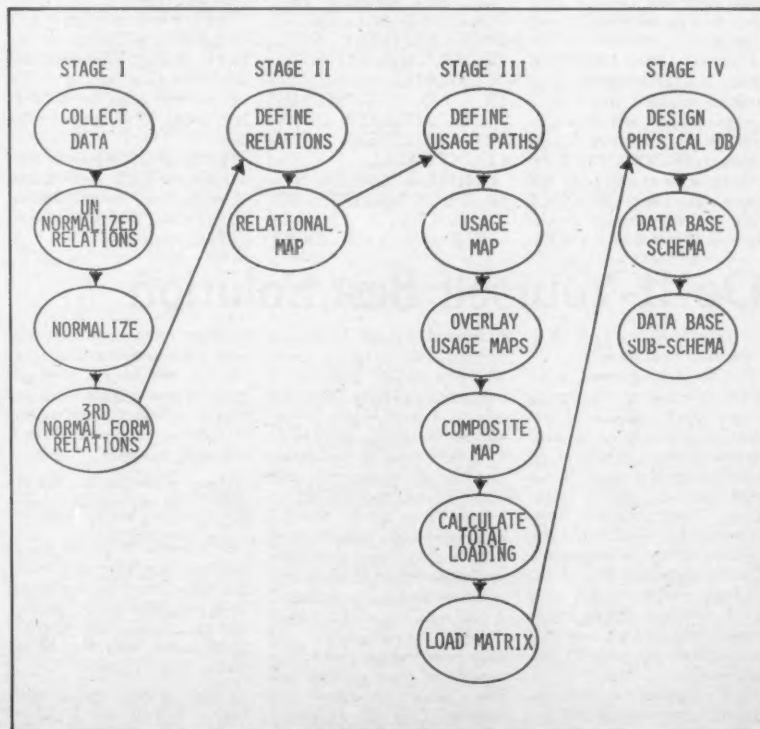 STAGE I
COLLECT
DATA
UN
NORMALIZED
RELATIONS
NORMALIZE
3RD
NORMAL FORM
RELATIONS
STAGE II
DEFINE
RELATIONS
RELATIONAL
MAP
STAGE III
DEFINE
USAGE PATHS
USAGE
MAP
OVERLAY
USAGE MAPS
COMPOSITE
MAP
CALCULATE
TOTAL
LOADING
LOAD MATRIX
STAGE IV
DESIGN
PHYSICAL DB
DATA BASE
SCHEMA
DATA BASE
SUB-SCHEMA